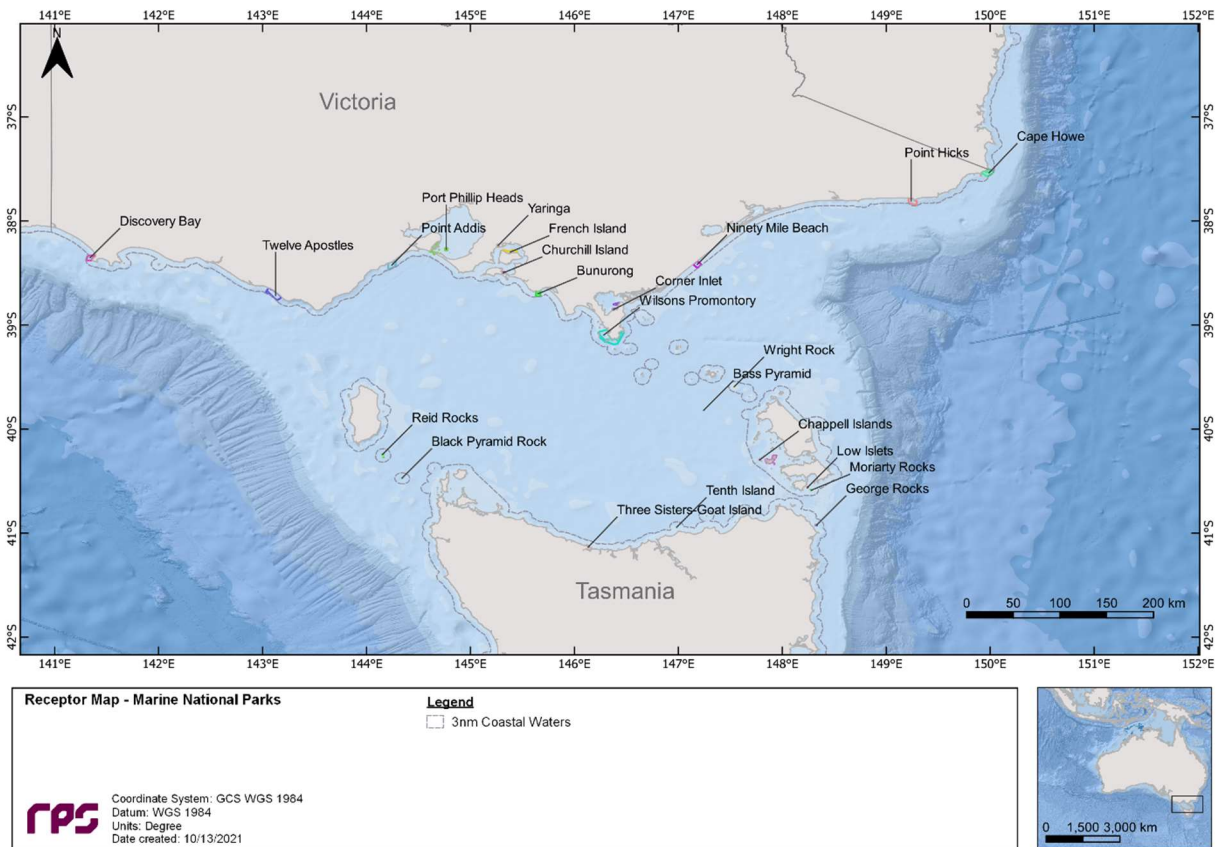 141°E 142°E 143°E 144°E 145°E 146°E 147°E 148°E 149°E 150°E 151°E 152°E
N
Victoria
37°S 37°S
Cape Howe
Point Hicks
Port Phillip Heads
Yaringa
38°S 38°S
Discovery Bay
Point Addis
French Island
Ninety Mile Beach
Twelve Apostles
Churchill Island
Bunurong
Corner Inlet
Wilsons Promontory
39°S 39°S
Wright Rock
Bass Pyramid
Reid Rocks
40°S 40°S
Chappell Islands
Black Pyramid Rock
Low Islets
Moriarty Rocks
Tenth Island
George Rocks
Three Sisters-Goat Island
41°S 41°S
Tasmania
0 50 100 150 200 km
42°S 42°S
141°E 142°E 143°E 144°E 145°E 146°E 147°E 148°E 149°E 150°E 151°E 152°E
Receptor Map - Marine National Parks
Legend
3nm Coastal Waters
rps
Coordinate System: GCS WGS 1984
Datum: WGS 1984
Units: Degree
Date created: 10/13/2021
0 1,500 3,000 km